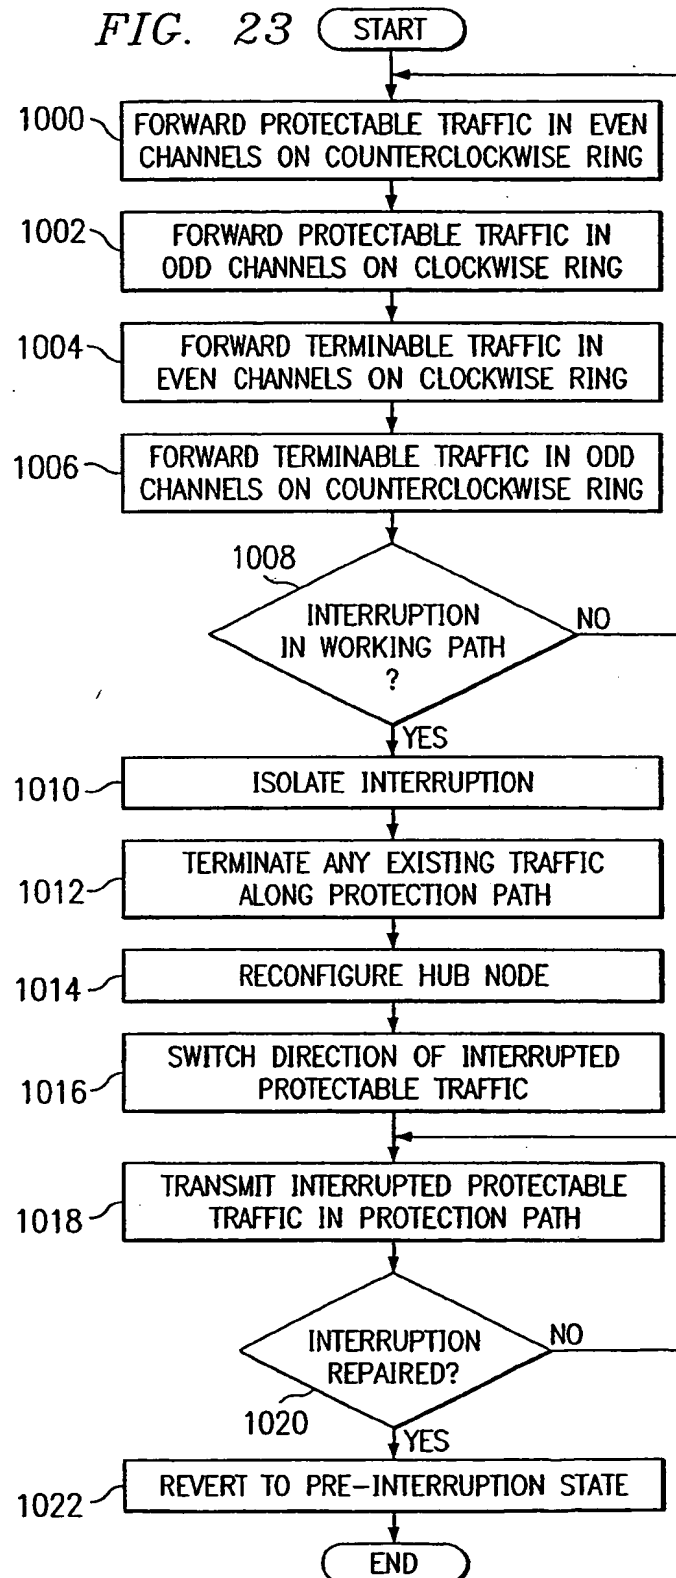 FIG. 23
START
1000
FORWARD PROTECTABLE TRAFFIC IN EVEN
CHANNELS ON COUNTERCLOCKWISE RING
1002
FORWARD PROTECTABLE TRAFFIC IN
ODD CHANNELS ON CLOCKWISE RING
1004
FORWARD TERMINABLE TRAFFIC IN
EVEN CHANNELS ON CLOCKWISE RING
1006
FORWARD TERMINABLE TRAFFIC IN ODD
CHANNELS ON COUNTERCLOCKWISE RING
1008
INTERRUPTION
IN WORKING PATH
?
NO
YES
1010
ISOLATE INTERRUPTION
1012
TERMINATE ANY EXISTING TRAFFIC
ALONG PROTECTION PATH
1014
RECONFIGURE HUB NODE
1016
SWITCH DIRECTION OF INTERRUPTED
PROTECTABLE TRAFFIC
1018
TRANSMIT INTERRUPTED PROTECTABLE
TRAFFIC IN PROTECTION PATH
INTERRUPTION
REPAIRED?
NO
1020
YES
1022
REVERT TO PRE-INTERRUPTION STATE
END